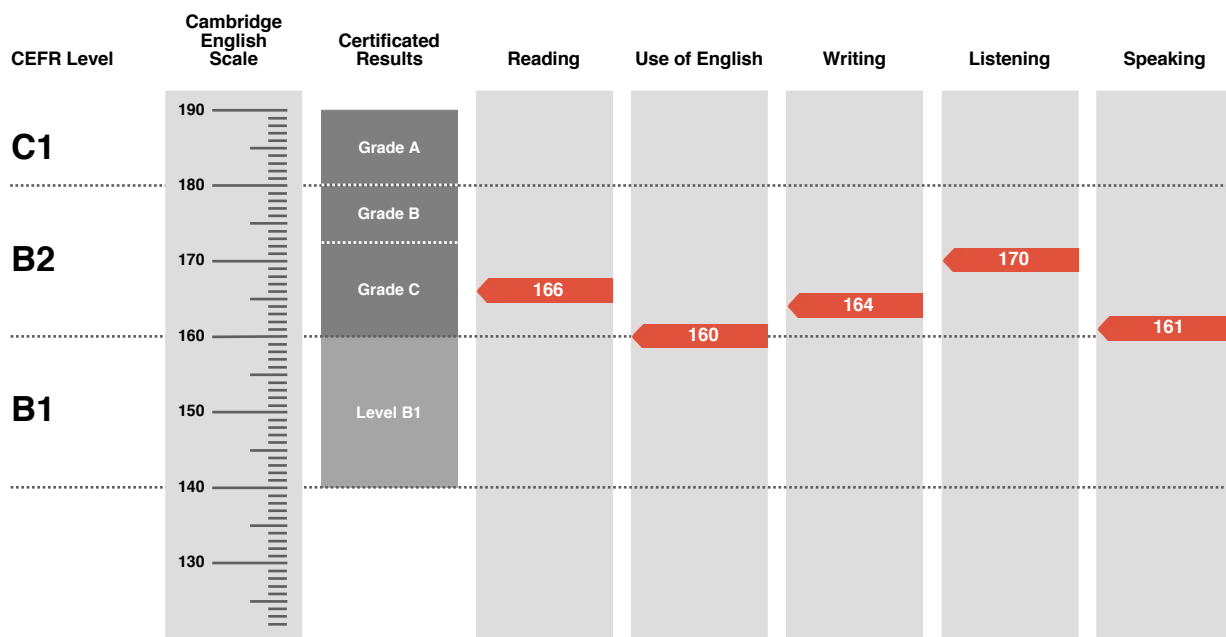 CEFR Level
Cambridge
English
Scale
Certificated
Results
Reading
Use of English
Writing
Listening
Speaking
190
C1
Grade A
180
Grade B
B2
170
170
Grade C
166
164
160
160
161
B1
150
Level B1
140
130